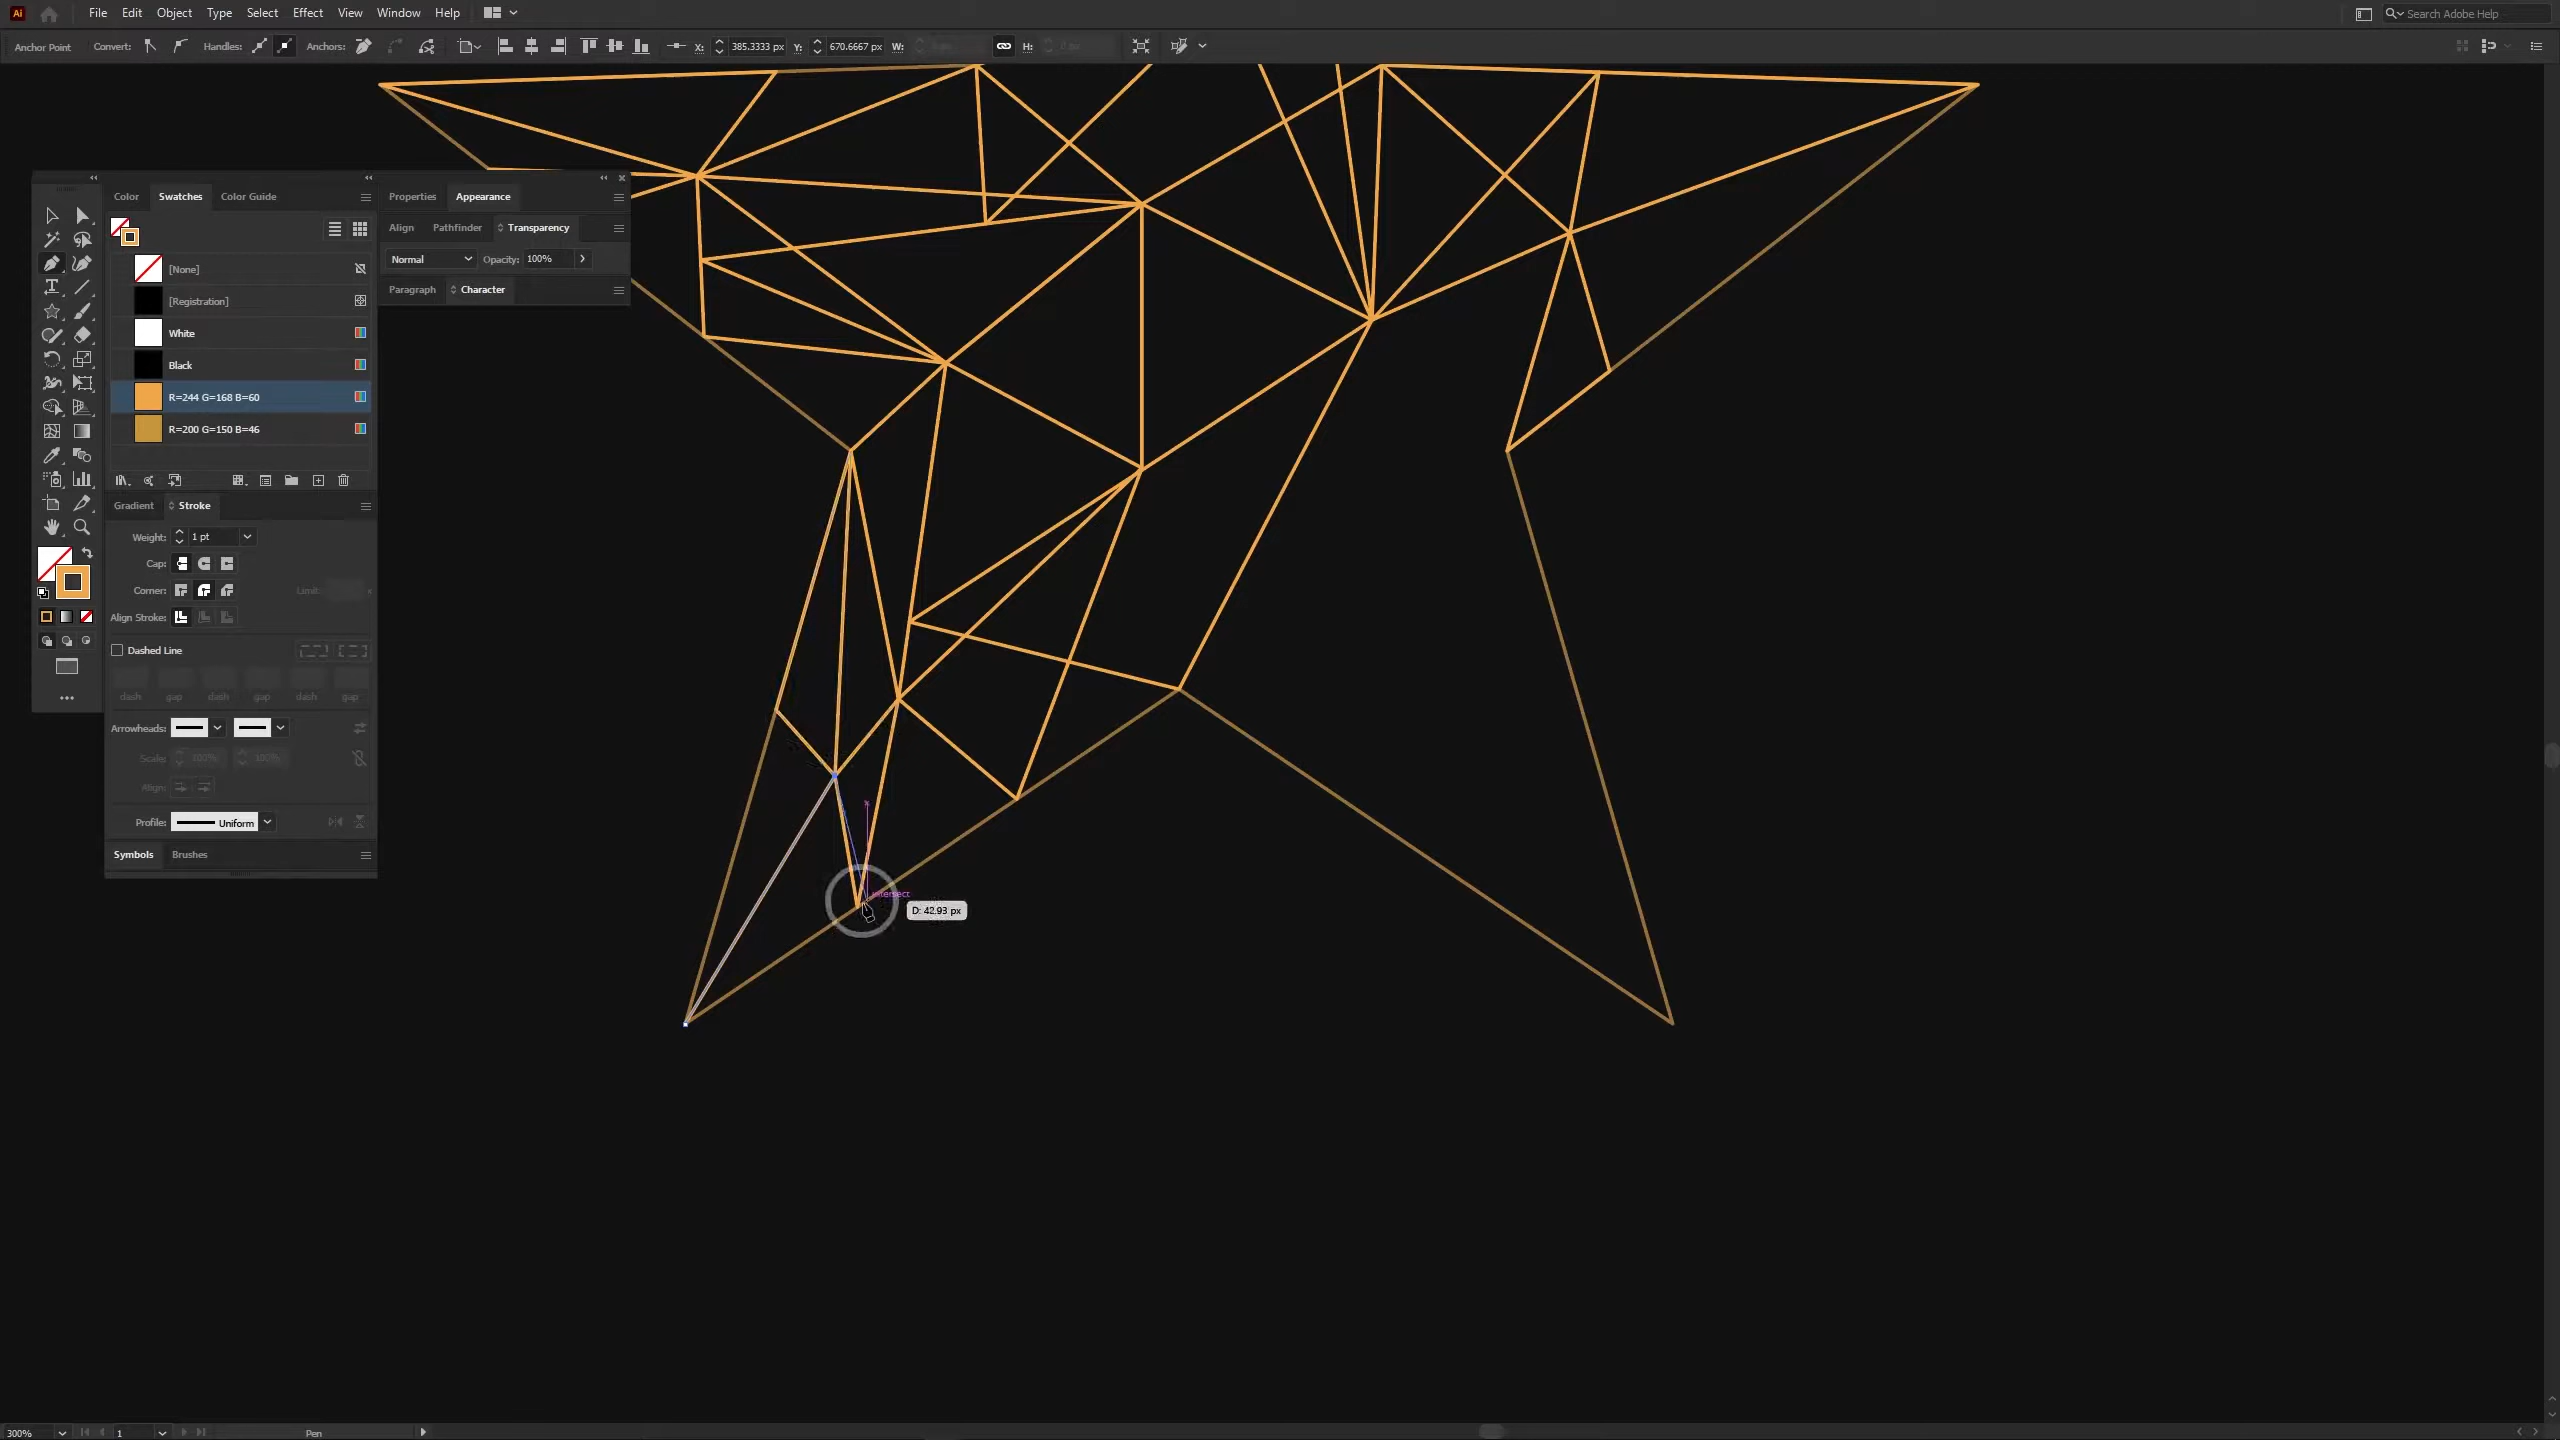 Ai File Edit Object Type Select Effect View Window Help Search Adobe Help
Anchor Point Convert: Handles: Anchors: X: 385.3333 px Y: 670.6667 px W: H:
Color Swatches Color Guide
Properties Appearance
Align Pathfinder Transparency
Normal Opacity: 100%
Paragraph Character
[None]
[Registration]
White
Black
R=244 G=168 B=60
R=200 G=150 B=46
Gradient Stroke
Weight: 1 pt
Cap:
Corner: Limit:
Align Stroke:
Dashed Line
dash gap dash gap dash gap
Arrowheads:
Scale: 100% 100%
Align:
Profile: Uniform
Symbols Brushes
intersect
D: 42.93 px
300% 1 Pen